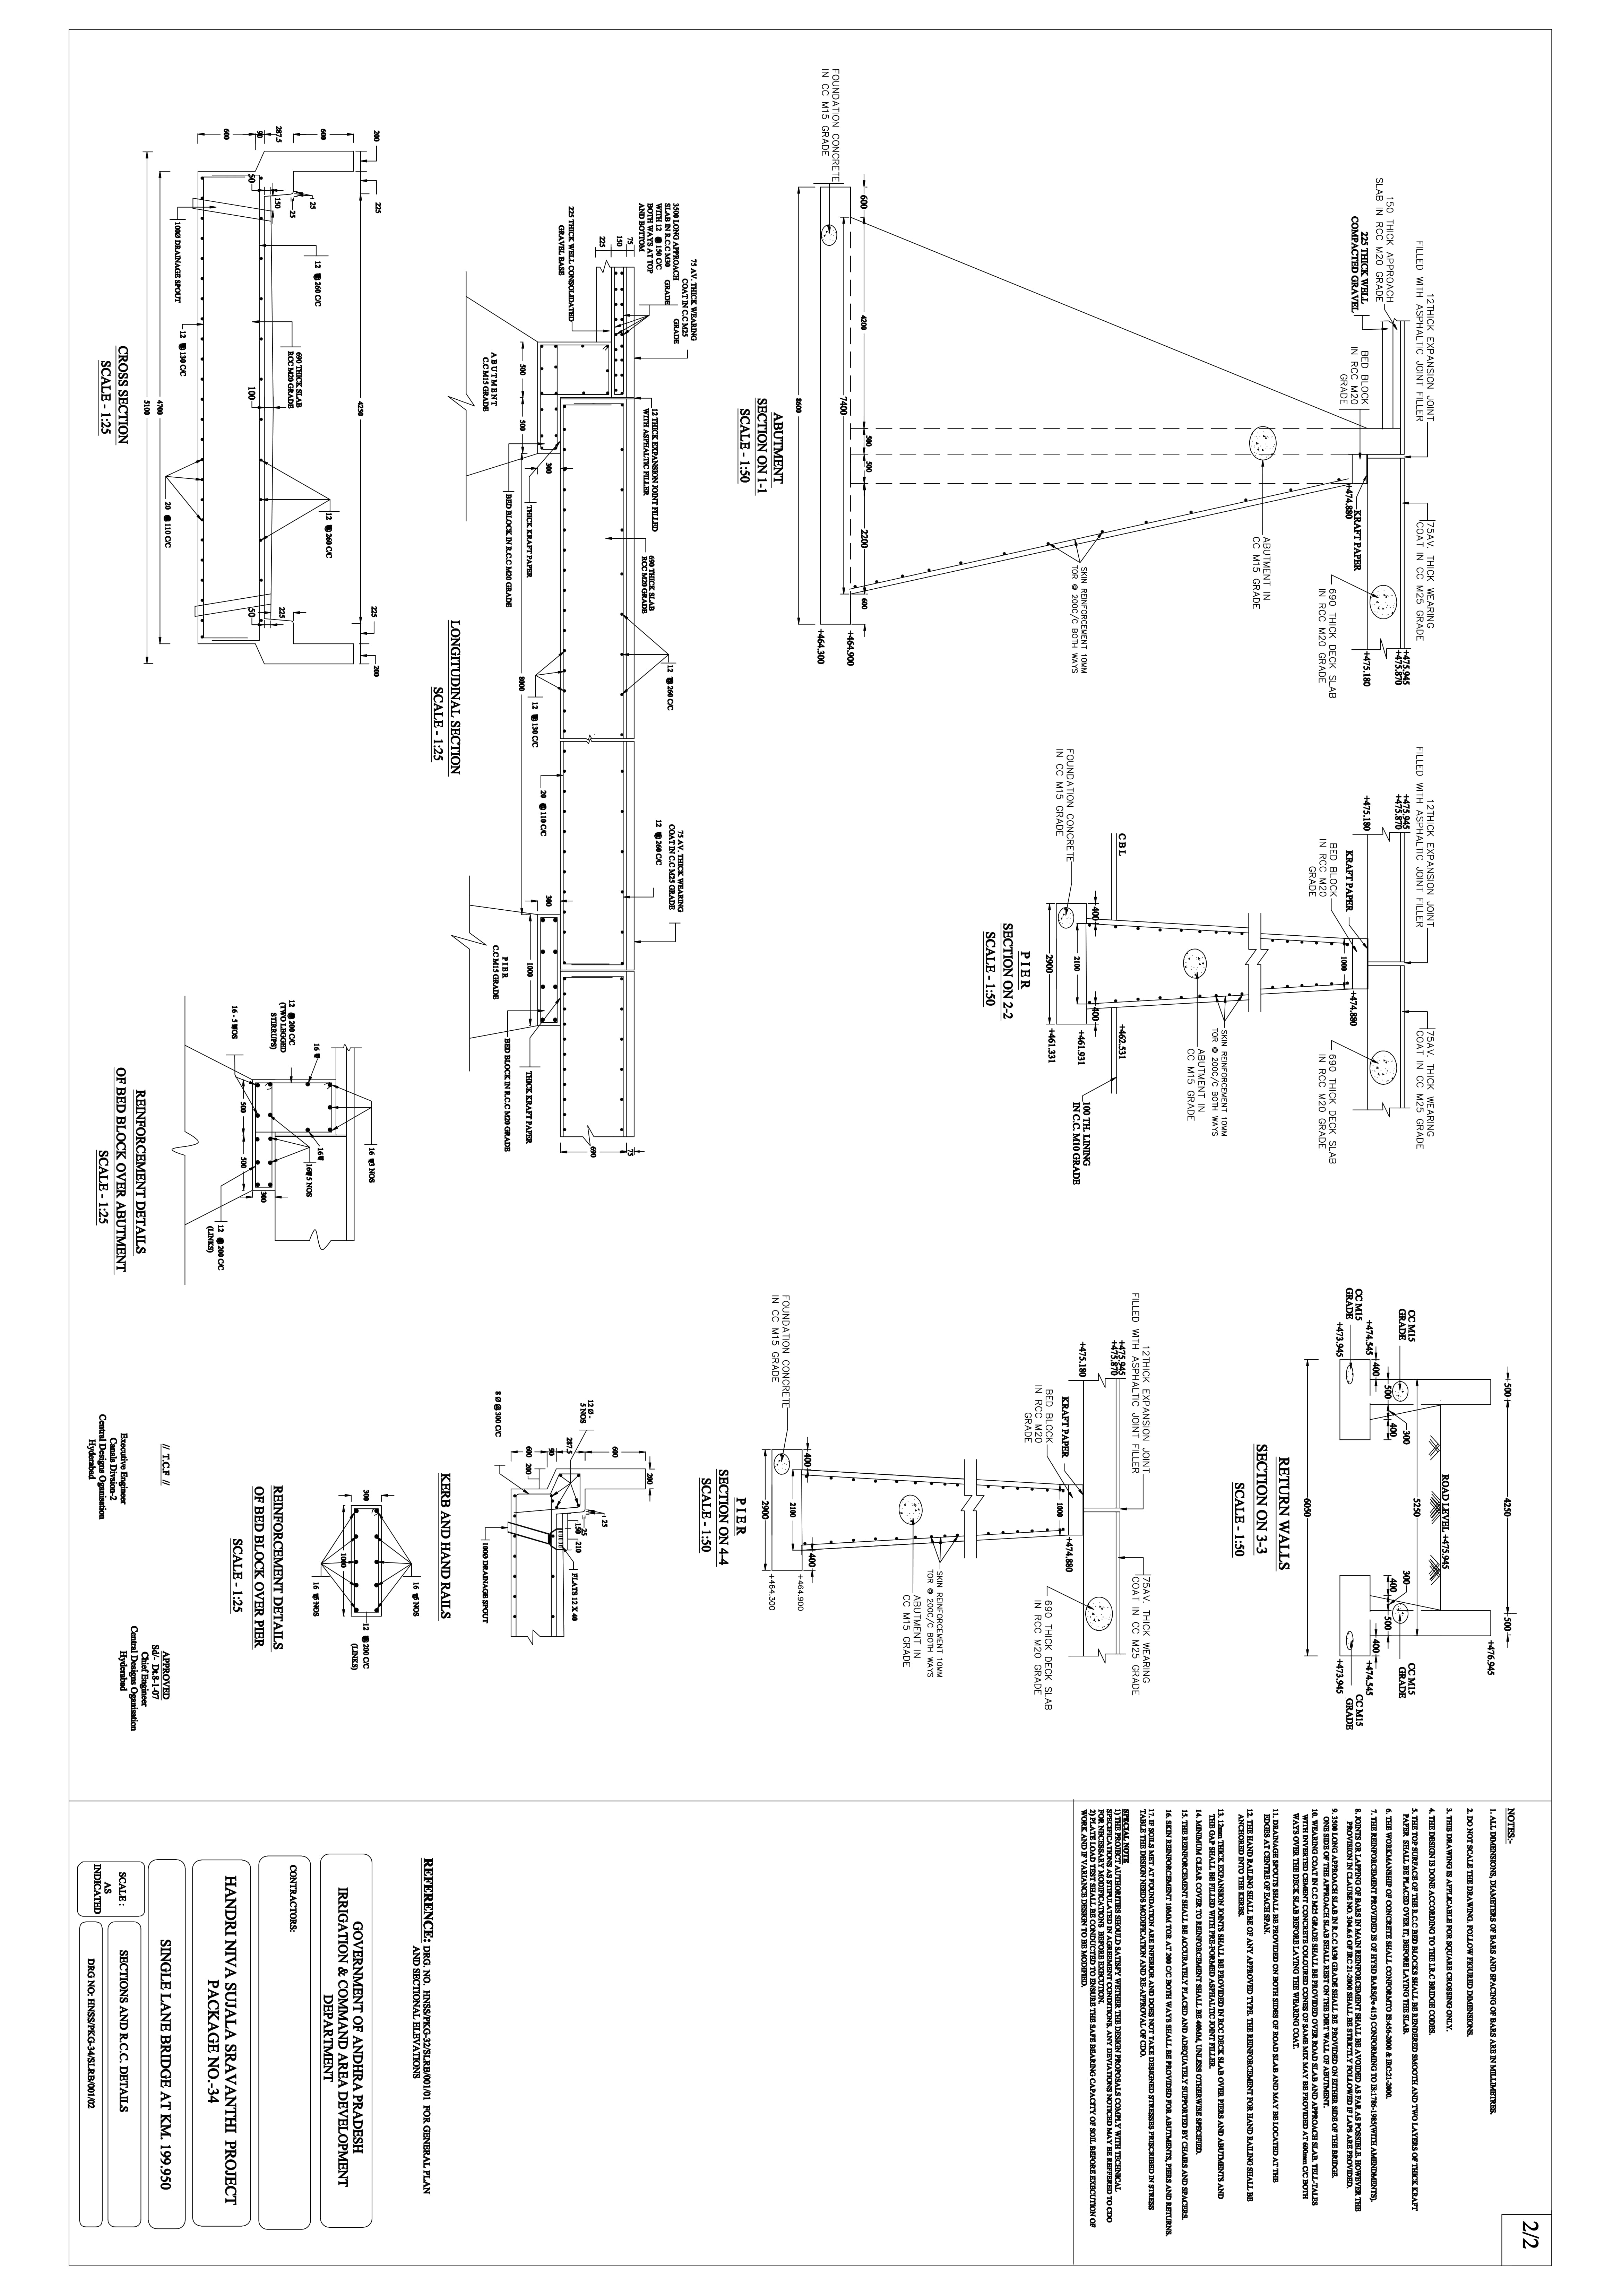 2/2
12THICK EXPANSION JOINT
FILLED WITH ASPHALTIC JOINT FILLER
75AV. THICK WEARING
COAT IN CC M25 GRADE
+475.945
+475.870
150 THICK APPROACH
SLAB IN RCC M20 GRADE
225 THICK WELL
COMPACTED GRAVEL
BED BLOCK
IN RCC M20
GRADE
KRAFT PAPER
+475.180
+474.880
690 THICK DECK SLAB
IN RCC M20 GRADE
ABUTMENT IN
CC M15 GRADE
SKIN REINFORCEMENT 10MM
TOR @ 200C/C BOTH WAYS
600
4200
500
500
2200
600
7400
+464.900
FOUNDATION CONCRETE
IN CC M15 GRADE
+464.300
8600
ABUTMENT
SECTION ON 1-1
SCALE - 1:50
12THICK EXPANSION JOINT
FILLED WITH ASPHALTIC JOINT FILLER
75AV. THICK WEARING
COAT IN CC M25 GRADE
+475.945
+475.870
+475.180
KRAFT PAPER
+474.880
1000
BED BLOCK
IN RCC M20
GRADE
690 THICK DECK SLAB
IN RCC M20 GRADE
SKIN REINFORCEMENT 10MM
TOR @ 200C/C BOTH WAYS
ABUTMENT IN
CC M15 GRADE
C B L
+462.531
400
400
2100
+461.931
100 TH. LINING
IN C.C. M10 GRADE
FOUNDATION CONCRETE
IN CC M15 GRADE
2900
+461.331
P I E R
SECTION ON 2-2
SCALE - 1:50
500
4250
500
+476.945
ROAD LEVEL +475.945
5250
CC M15
GRADE
300
300
CC M15
GRADE
500
400
400
500
400
400
+474.545
+474.545
CC M15
GRADE
CC M15
GRADE
+473.945
+473.945
6050
RETURN WALLS
SECTION ON 3-3
SCALE - 1:50
12THICK EXPANSION JOINT
FILLED WITH ASPHALTIC JOINT FILLER
75AV. THICK WEARING
COAT IN CC M25 GRADE
+475.945
+475.870
+475.180
KRAFT PAPER
+474.880
1000
BED BLOCK
IN RCC M20
GRADE
690 THICK DECK SLAB
IN RCC M20 GRADE
SKIN REINFORCEMENT 10MM
TOR @ 200C/C BOTH WAYS
ABUTMENT IN
CC M15 GRADE
400
400
2100
+464.900
FOUNDATION CONCRETE
IN CC M15 GRADE
+464.300
2900
P I E R
SECTION ON 4-4
SCALE - 1:50
75 AV. THICK WEARING
COAT IN C.C M25
GRADE
3500 LONG APPROACH
SLAB IN R.C.C M30 GRADE
WITH 12 @ 150 C/C
BOTH WAYS AT TOP
AND BOTTOM
12 THICK EXPANSION JOINT FILLED
WITH ASPHALTIC FILLER
690 THICK SLAB
RCC M20 GRADE
12 @ 260 C/C
75 AV. THICK WEARING
COAT IN C.C M25 GRADE
12 @ 260 C/C
75
150
225
75
690
225 THICK WELL CONSOLIDATED
GRAVEL BASE
300
300
THICK KRAFT PAPER
12 @ 130 C/C
20 @ 110 C/C
THICK KRAFT PAPER
500
500
8000
1000
BED BLOCK IN R.C.C M20 GRADE
BED BLOCK IN R.C.C M20 GRADE
A B U T M E N T
C.C M15 GRADE
P I E R
C.C M15 GRADE
LONGITUDINAL SECTION
SCALE - 1:25
200
600
25
25
12 Ø -
5 NOS
150
210
FLATS 12 X 40
287.5
90
600
200
8 Ø @ 300 C/C
100Ø DRAINAGE SPOUT
KERB AND HAND RAILS
200
225
225
200
4250
600
12 @ 260 C/C
12 @ 260 C/C
25
25
690 THICK SLAB
RCC M20 GRADE
287.5
150
225
90
50
100
50
600
100Ø DRAINAGE SPOUT
12 @ 130 C/C
20 @ 110 C/C
4700
5100
CROSS SECTION
SCALE - 1:25
16 3 NOS
16
16
16 5 NOS
12 @ 200 C/C
(TWO LEGGED
STIRRUPS)
300
500
500
16 - 5 NOS
12 @ 200 C/C
(LINKS)
REINFORCEMENT DETAILS
OF BED BLOCK OVER ABUTMENT
SCALE - 1:25
16 5 NOS
300
12 @ 200 C/C
(LINKS)
1000
16 5 NOS
REINFORCEMENT DETAILS
OF BED BLOCK OVER PIER
SCALE - 1:25
// T.C.F //
Executive Engineer
Canals Divsion-2
Central Designs Oganisation
Hyderabad
APPROVED
Sd/- Dt.8-1-07
Chief Engineer
Central Designs Oganisation
Hyderabad
NOTES:-
1. ALL DIMENSIONS, DIAMETERS OF BARS AND SPACING OF BARS ARE IN MILLIMETRES.
2. DO NOT SCALE THE DRAWING. FOLLOW FIGURED DIMENSIONS.
3. THIS DRAWING IS APPLICABLE FOR SQUARE CROSSING ONLY.
4. THE DESIGN IS DONE ACCORDING TO THE I.R.C BRIDGE CODES.
5. THE TOP SURFACE OF THE R.C.C BED BLOCKS SHALL BE RENDERED SMOOTH AND TWO LAYERS OF THICK KRAFT
PAPER SHALL BE PLACED OVER IT, BEFORE LAYING THE SLAB.
6. THE WORKMANSHIP OF CONCRETE SHALL CONFORMTO IS:456-2000 & IRC:21-2000.
7. THE REINFORCEMENT PROVIDED IS OF HYSD BARS(Fe 415) CONFORMING TO IS:1786-1985(WITH AMENDMENTS).
8. JOINTS OR LAPPING OF BARS IN MAIN REINFORCEMENT SHALL BE AVOIDED AS FAR AS POSSIBLE. HOWEVER THE
PROVISION IN CLAUSE NO. 304.6.6 OF IRC 21-2000 SHALL BE STRICTLY FOLLOWED IF LAPS ARE PROVIDED.
9. 3500 LONG APPROACH SLAB IN R.C.C M30 GRADE SHALL BE PROVIDED ON EITHER SIDE OF THE BRIDGE.
ONE SIDE OF THE APPROACH SLAB SHALL REST ON THE DIRT WALL OF ABUTMENT.
10. WEARING COAT IN C.C M25 GRADE SHALL BE PROVIDED OVER ROAD SLAB AND APPROACH SLAB. TELL-TALES
WITH INVERTED CEMENT CONCRETE COLOURED CONES OF SAME MIX MAY BE PROVIDED AT 600mm C/C BOTH
WAYS OVER THE DECK SLAB BEFORE LAYING THE WEARING COAT.
11. DRAINAGE SPOUTS SHALL BE PROVIDED ON BOTH SIDES OF ROAD SLAB AND MAY BE LOCATED AT THE
EDGES AT CENTRE OF EACH SPAN.
12. THE HAND RAILING SHALL BE OF ANY APPROVED TYPE. THE REINFORCEMENT FOR HAND RAILING SHALL BE
ANCHORED INTO THE KERBS.
13. 12mm THICK EXPANSION JOINTS SHALL BE PROVIDED IN RCC DECK SLAB OVER PIERS AND ABUTMENTS AND
THE GAP SHALL BE FILLED WITH PRE-FORMED ASPHALTIC JOINT FILLER.
14. MINIMUM CLEAR COVER TO REINFORCEMENT SHALL BE 40MM, UNLESS OTHERWISE SPECIFIED.
15. THE REINFORCEMENT SHALL BE ACCURATELY PLACED AND ADEQUATELY SUPPORTED BY CHAIRS AND SPACERS.
16. SKIN REINFORCEMENT 10MM TOR AT 200 C/C BOTH WAYS SHALL BE PROVIDED FOR ABUTMENTS, PIERS AND RETURNS.
17. IF SOILS MET AT FOUNDATION ARE INFERIOR AND DOES NOT TAKE DESIGNED STRESSES PRISCRIBED IN STRESS
TABLE THE DESIGN NEEDS MODIFICATION AND RE-APPROVAL OF CDO.
SPECIAL NOTE
1) THE PROJECT AUTHORITIES SHOULD SATISFY WETHER THE DESIGN PROPOSALS COMPLY WITH TECHNICAL
SPECIFICATIONS AS STIPULATED IN AGREEMENT CONDITIONS. ANY DEVIATIONS NOTICED MAY BE REFFERED TO CDO
FOR NECESSARY MODIFICATIONS BEFORE EXECUTION.
2) PLATE LOAD TEST SHALL BE CONDUCTED TO ENSURE THE SAFE BEARING CAPACITY OF SOIL BEFORE EXECUTION OF
WORK AND IF VARIANCE DESIGN TO BE MODIFIED.
REFERENCE: DRG. NO. HNSS/PKG-32/SLRB/001/01 FOR GENERAL PLAN
AND SECTIONAL ELEVATIONS
GOVERNMENT OF ANDHRA PRADESH
IRRIGATION & COMMAND AREA DEVELOPMENT
DEPARTMENT
CONTRACTORS:
HANDRI NIVA SUJALA SRAVANTHI PROJECT
PACKAGE NO.-34
SINGLE LANE BRIDGE AT KM. 199.950
SCALE :
AS
INDICATED
SECTIONS AND R.C.C. DETAILS
DRG NO: HNSS/PKG-34/SLRB/001/02